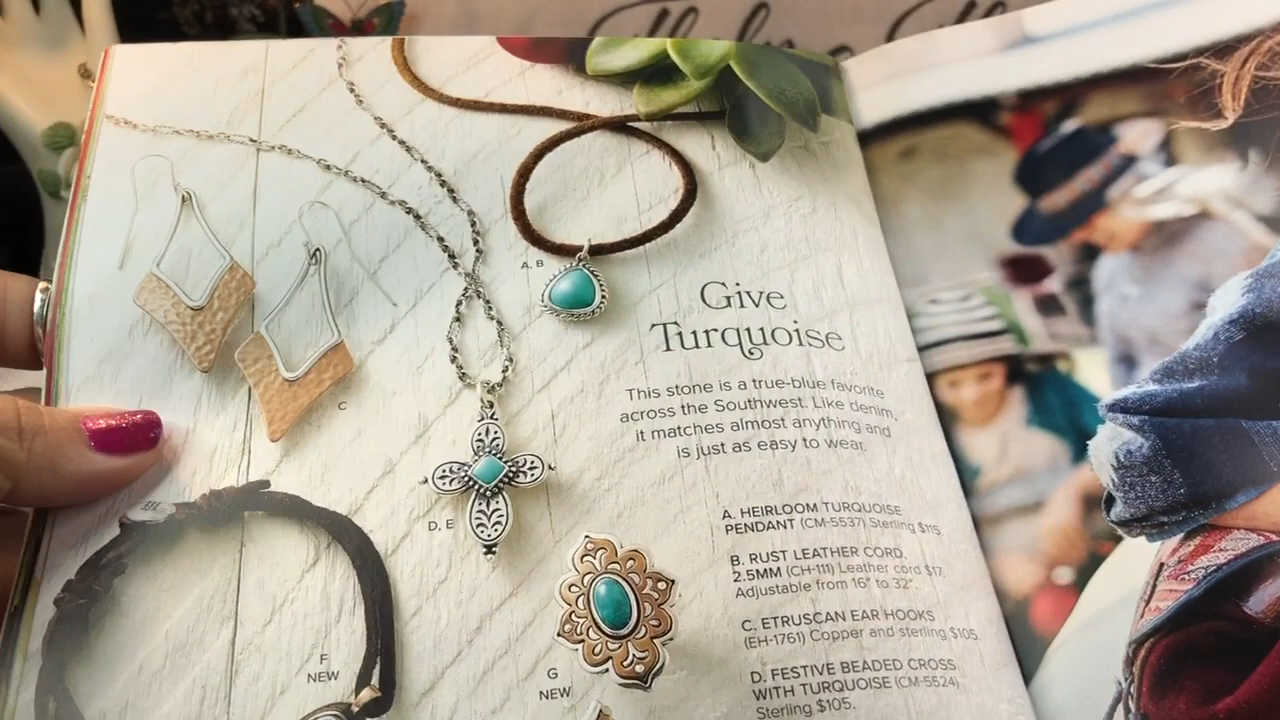 A, B
Give
Turquoise
This stone is a true-blue favorite
across the Southwest. Like denim,
it matches almost anything and
is just as easy to wear.
C
D, E
A. HEIRLOOM TURQUOISE
PENDANT (CM-5537) Sterling $115.
B. RUST LEATHER CORD,
2.5MM (CH-111) Leather cord $17.
Adjustable from 16" to 32".
C. ETRUSCAN EAR HOOKS
(EH-1761) Copper and sterling $105.
D. FESTIVE BEADED CROSS
WITH TURQUOISE (CM-5524)
Sterling $105.
F
NEW
G
NEW